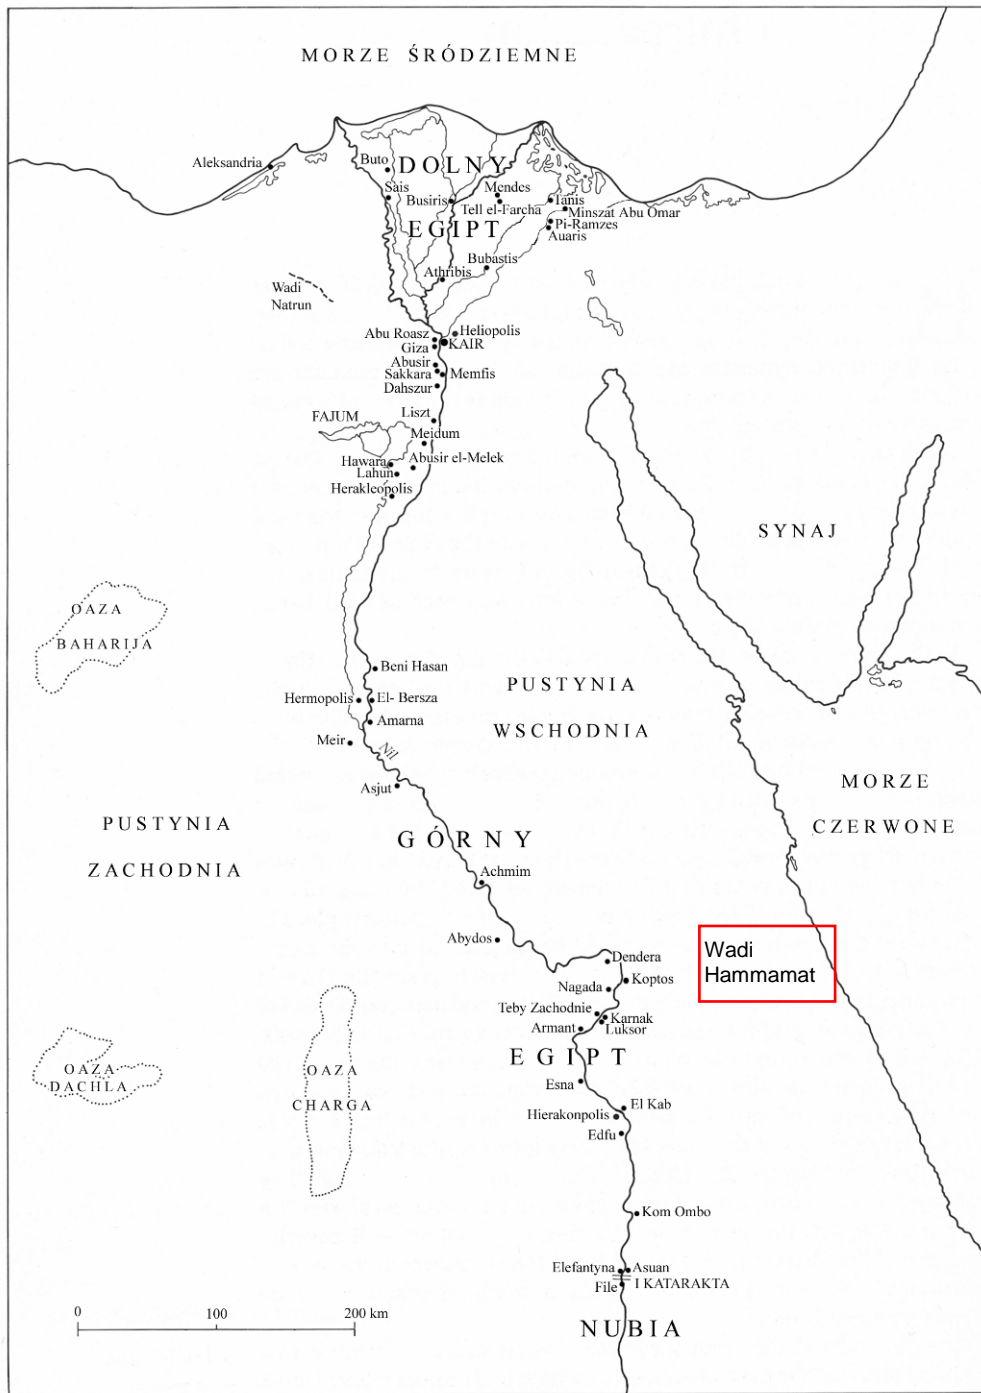 MORZE ŚRÓDZIEMNE
Aleksandria
Buto
DOLNY
Sais
Busiris
Mendes
Tell el-Farcha
Tanis
Minszat Abu Omar
EGIPT
Pi-Ramzes
Auaris
Bubastis
Athribis
Wadi
Natrun
Abu Roasz
Heliopolis
Giza
KAIR
Abusir
Sakkara
Memfis
Dahszur
Liszt
FAJUM
Meidum
Hawara
Abusir el-Melek
Lahun
Herakleopolis
SYNAJ
OAZA
BAHARIJA
Beni Hasan
PUSTYNIA
WSCHODNIA
Hermopolis
El- Bersza
Amarna
Meir
Nil
Asjut
MORZE
CZERWONE
PUSTYNIA
ZACHODNIA
GÓRNY
Achmim
Abydos
Wadi
Hammamat
Dendera
Koptos
Nagada
Teby Zachodnie
Karnak
Luksor
Armant
EGIPT
OAZA
DACHLA
OAZA
CHARGA
Esna
El Kab
Hierakonpolis
Edfu
Kom Ombo
Elefantyna
Asuan
File
I KATARAKTA
0
100
200 km
NUBIA